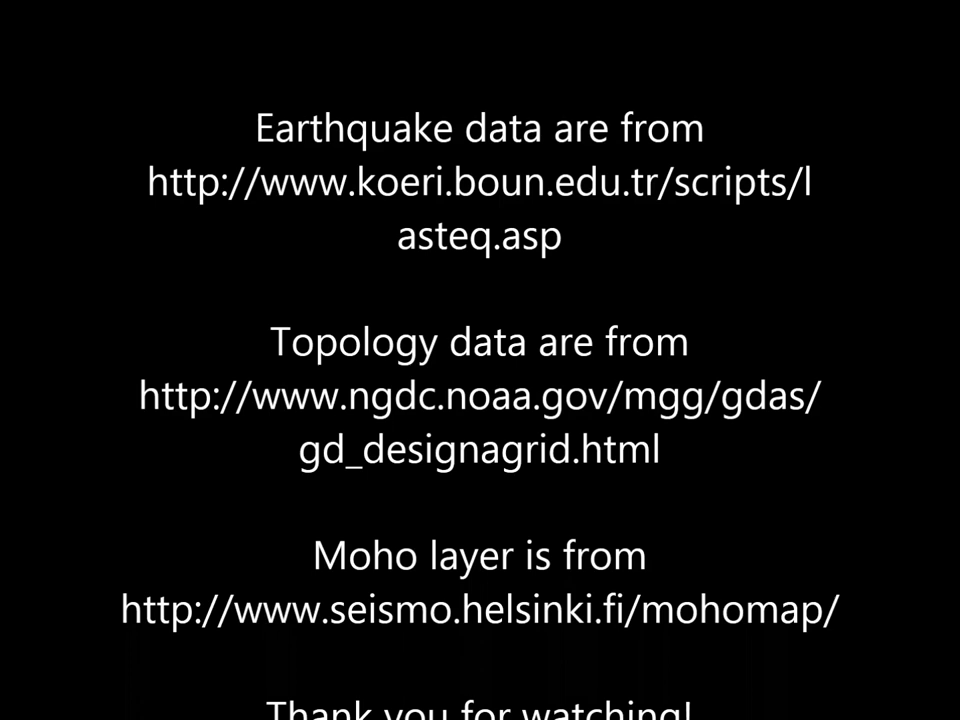 Earthquake data are from
http://www.koeri.boun.edu.tr/scripts/l
asteq.asp
Topology data are from
http://www.ngdc.noaa.gov/mgg/gdas/
gd_designagrid.html
Moho layer is from
http://www.seismo.helsinki.fi/mohomap/
Thank you for watching!